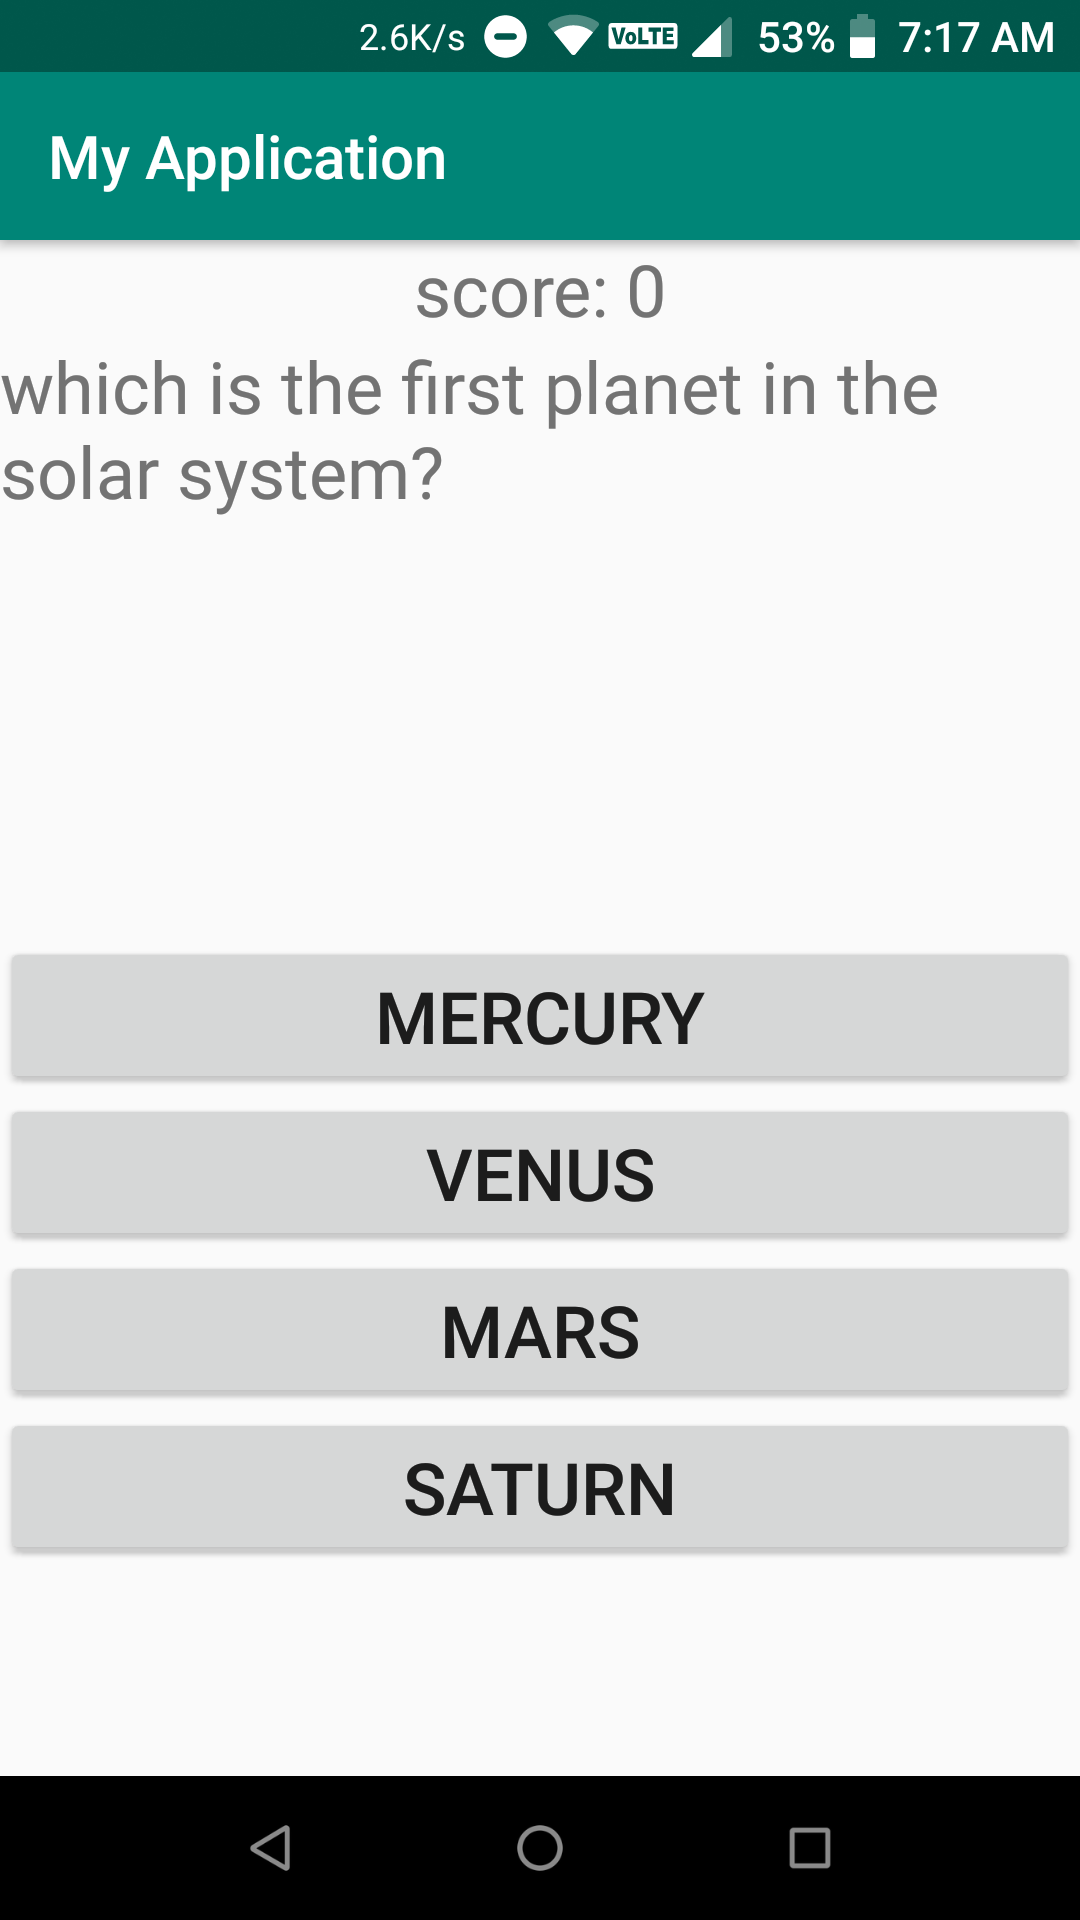 2.6K/s VoLTE 53% 7:17 AM
My Application
score: 0
which is the first planet in the
solar system?
MERCURY
VENUS
MARS
SATURN